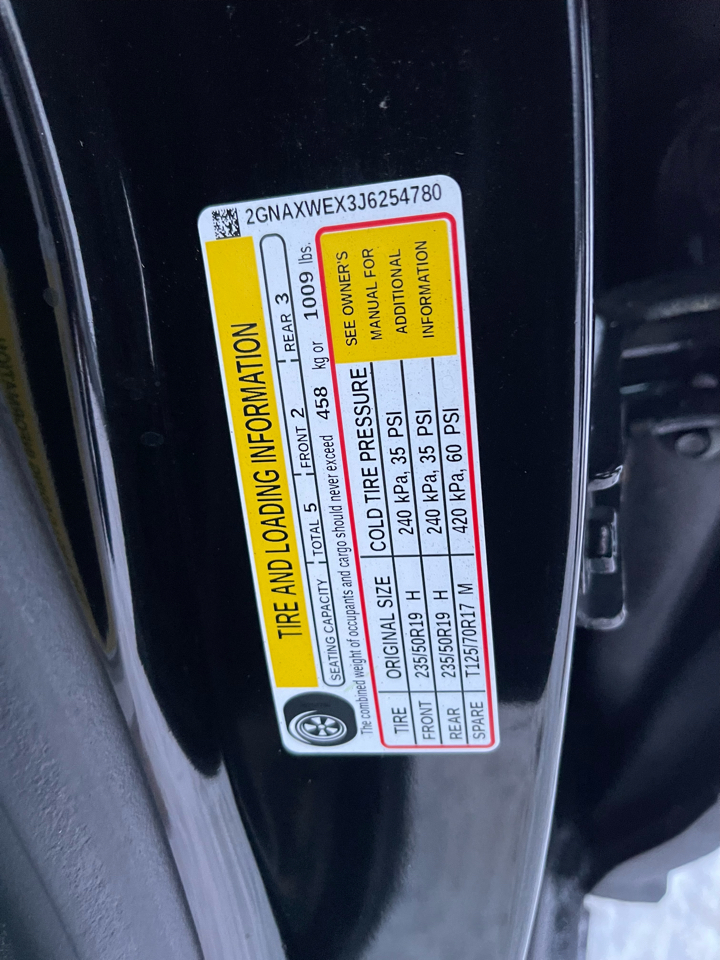 2GNAXWEX3J6254780
TIRE AND LOADING INFORMATION
SEATING CAPACITY TOTAL 5 FRONT 2 REAR 3
The combined weight of occupants and cargo should never exceed 458 kg or 1009 lbs.
TIRE ORIGINAL SIZE COLD TIRE PRESSURE
FRONT 235/50R19 H 240 kPa, 35 PSI
REAR 235/50R19 H 240 kPa, 35 PSI
SPARE T125/70R17 M 420 kPa, 60 PSI
SEE OWNER'S
MANUAL FOR
ADDITIONAL
INFORMATION